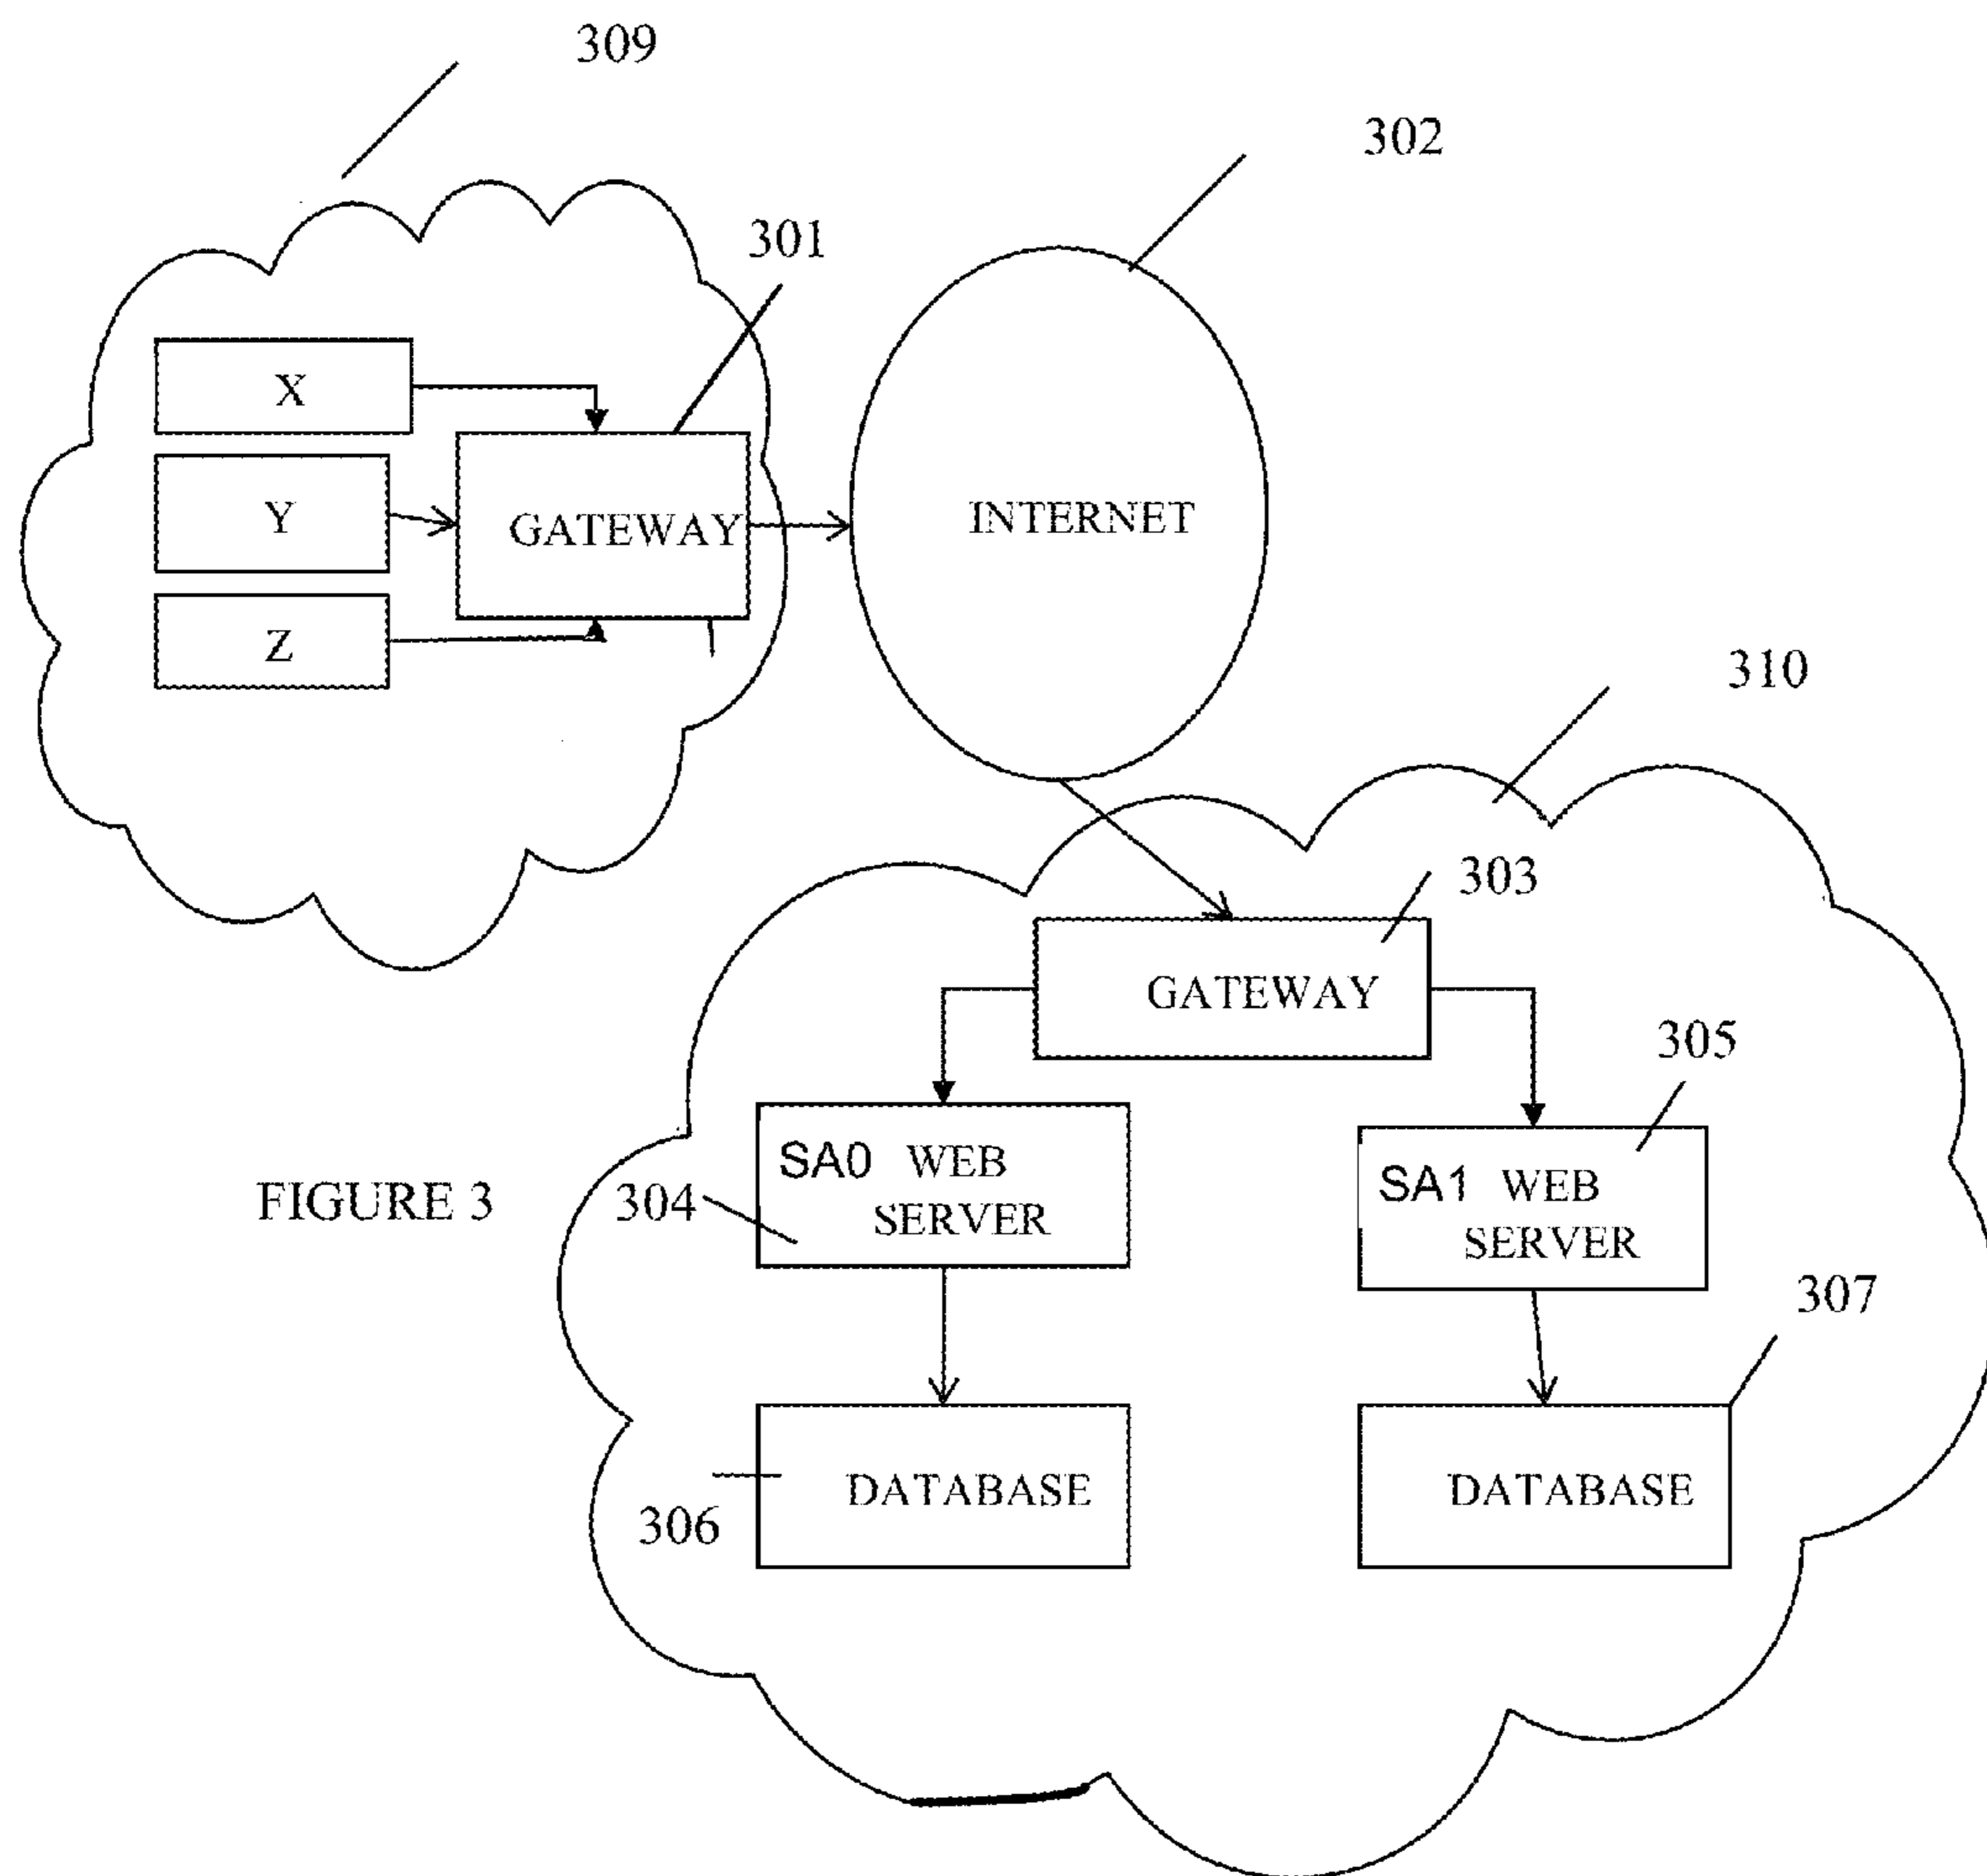 309
302
301
X
Y
GATEWAY
INTERNET
Z
310
303
GATEWAY
305
SA0 WEB
SERVER
SA1 WEB
SERVER
FIGURE 3
304
307
DATABASE
DATABASE
306